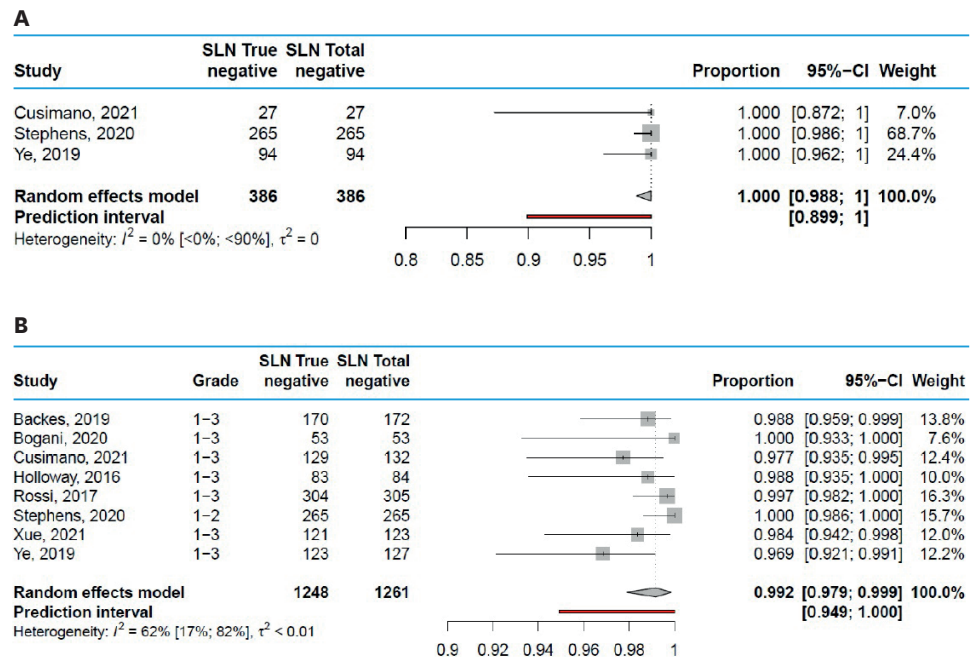 A
Study SLN True negative SLN Total negative Proportion 95%−CI Weight
Cusimano, 2021 27 27 1.000 [0.872; 1] 7.0%
Stephens, 2020 265 265 1.000 [0.986; 1] 68.7%
Ye, 2019 94 94 1.000 [0.962; 1] 24.4%
Random effects model 386 386 1.000 [0.988; 1] 100.0%
Prediction interval [0.899; 1]
Heterogeneity: I² = 0% [<0%; <90%], τ² = 0
0.8 0.85 0.9 0.95 1
B
Study Grade SLN True negative SLN Total negative Proportion 95%−CI Weight
Backes, 2019 1−3 170 172 0.988 [0.959; 0.999] 13.8%
Bogani, 2020 1−3 53 53 1.000 [0.933; 1.000] 7.6%
Cusimano, 2021 1−3 129 132 0.977 [0.935; 0.995] 12.4%
Holloway, 2016 1−3 83 84 0.988 [0.935; 1.000] 10.0%
Rossi, 2017 1−3 304 305 0.997 [0.982; 1.000] 16.3%
Stephens, 2020 1−2 265 265 1.000 [0.986; 1.000] 15.7%
Xue, 2021 1−3 121 123 0.984 [0.942; 0.998] 12.0%
Ye, 2019 1−3 123 127 0.969 [0.921; 0.991] 12.2%
Random effects model 1248 1261 0.992 [0.979; 0.999] 100.0%
Prediction interval [0.949; 1.000]
Heterogeneity: I² = 62% [17%; 82%], τ² < 0.01
0.9 0.92 0.94 0.96 0.98 1